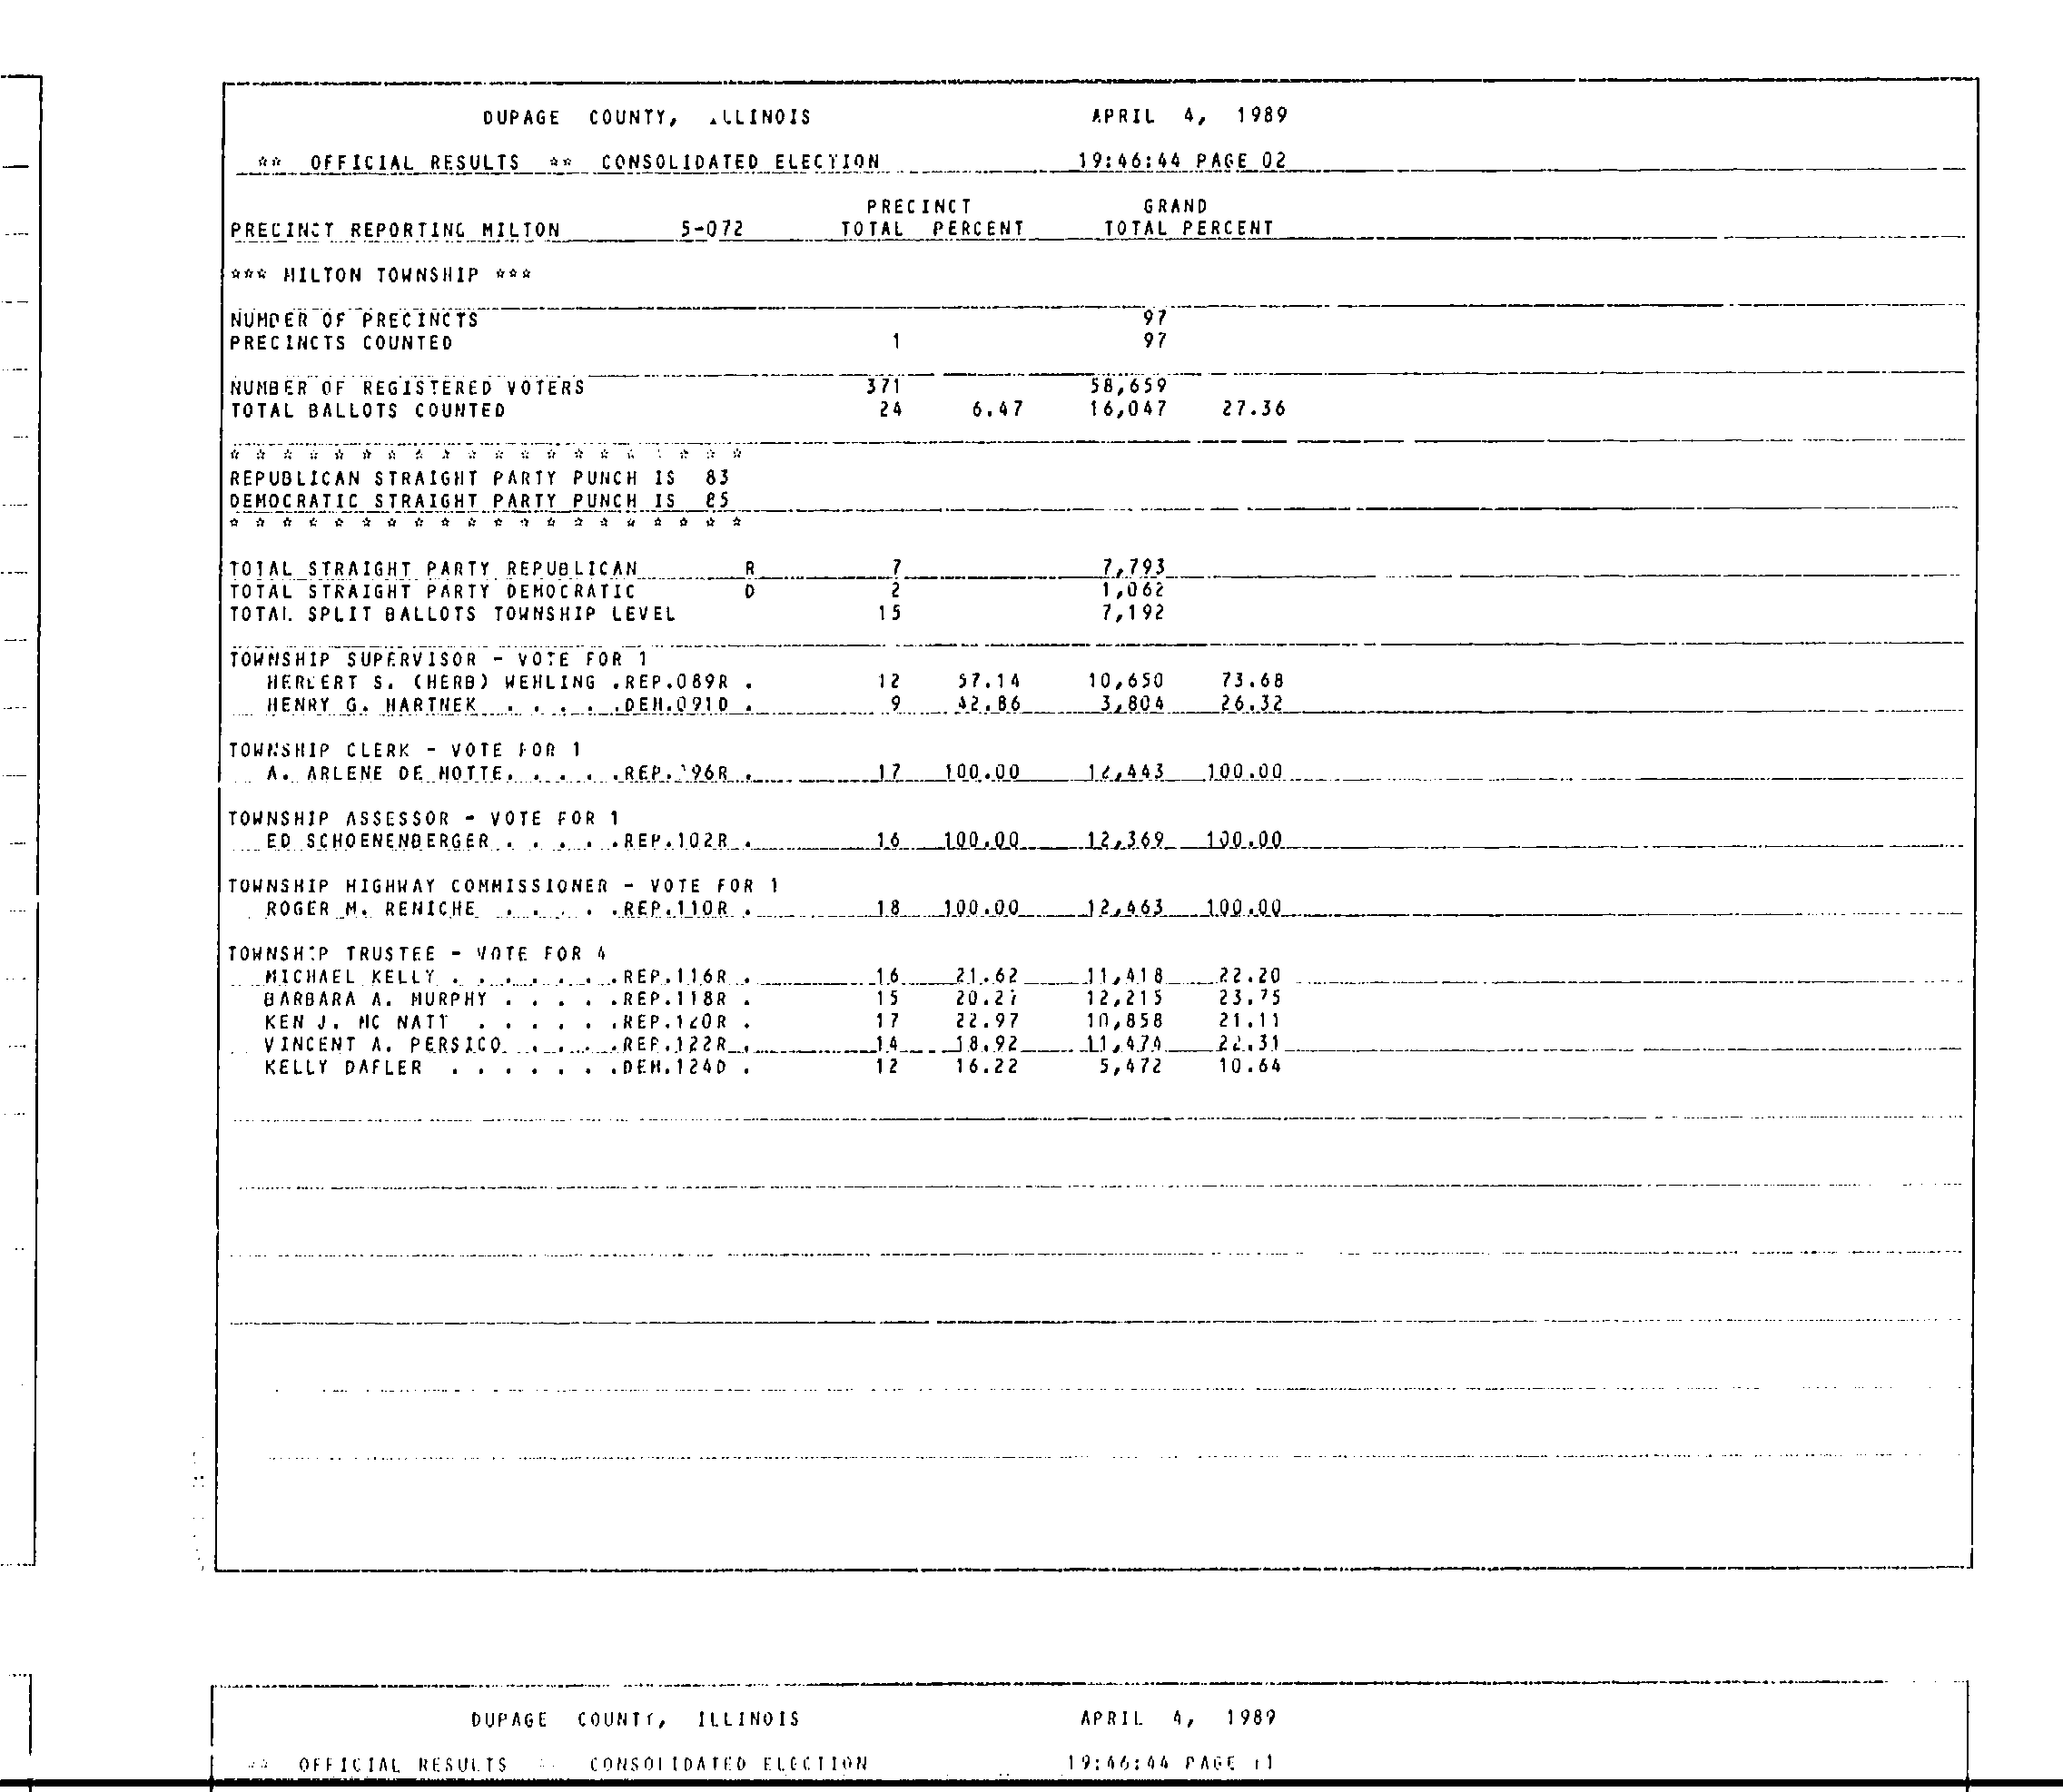 DUPAGE COUNTY, ILLINOIS APRIL 4, 1989
** OFFICIAL RESULTS ** CONSOLIDATED ELECTION 19:46:44 PAGE 02
PRECINCT GRAND
PRECINCT REPORTING MILTON 5-072 TOTAL PERCENT TOTAL PERCENT
*** MILTON TOWNSHIP ***
NUMBER OF PRECINCTS 97
PRECINCTS COUNTED 1 97
NUMBER OF REGISTERED VOTERS 371 58,659
TOTAL BALLOTS COUNTED 24 6.47 16,047 27.36
* * * * * * * * * * * * * * * * * * * *
REPUBLICAN STRAIGHT PARTY PUNCH IS 83
DEMOCRATIC STRAIGHT PARTY PUNCH IS 85
* * * * * * * * * * * * * * * * * * * *
TOTAL STRAIGHT PARTY REPUBLICAN R 7 7,793
TOTAL STRAIGHT PARTY DEMOCRATIC D 2 1,062
TOTAL SPLIT BALLOTS TOWNSHIP LEVEL 15 7,192
TOWNSHIP SUPERVISOR - VOTE FOR 1
HERBERT S. (HERB) WEHLING .REP.089R . 12 57.14 10,650 73.68
HENRY G. HARTNEK . . . . .DEM.091D . 9 42.86 3,804 26.32
TOWNSHIP CLERK - VOTE FOR 1
A. ARLENE DE MOTTE. . . . .REP. 96R . 17 100.00 12,443 100.00
TOWNSHIP ASSESSOR - VOTE FOR 1
ED SCHOENENBERGER . . . . .REP.102R . 16 100.00 12,369 100.00
TOWNSHIP HIGHWAY COMMISSIONER - VOTE FOR 1
ROGER M. RENICHE . . . . .REP.110R . 18 100.00 12,463 100.00
TOWNSHIP TRUSTEE - VOTE FOR 4
MICHAEL KELLY . . . . . . .REP.116R . 16 21.62 11,418 22.20
BARBARA A. MURPHY . . . . .REP.118R . 15 20.27 12,215 23.75
KEN J. MC NATT . . . . . .REP.120R . 17 22.97 10,858 21.11
VINCENT A. PERSICO . . . . .REP.122R . 14 18.92 11,474 22.31
KELLY DAFLER . . . . . . .DEM.124D . 12 16.22 5,472 10.64
DUPAGE COUNTY, ILLINOIS APRIL 4, 1989
** OFFICIAL RESULTS CONSOLIDATED ELECTION 19:46:44 PAGE